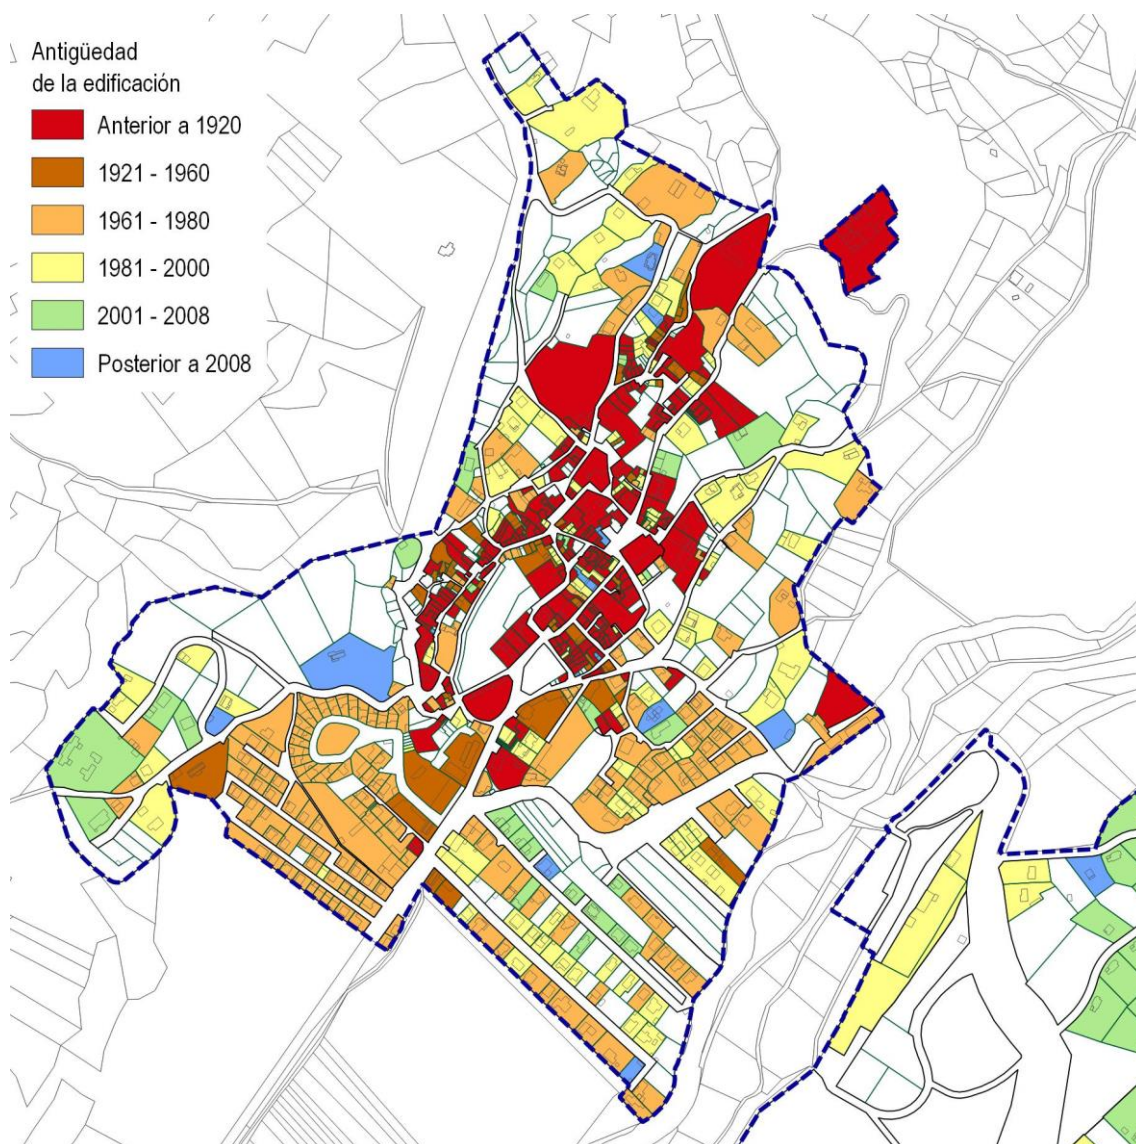 Antigüedad
de la edificación
Anterior a 1920
1921 - 1960
1961 - 1980
1981 - 2000
2001 - 2008
Posterior a 2008